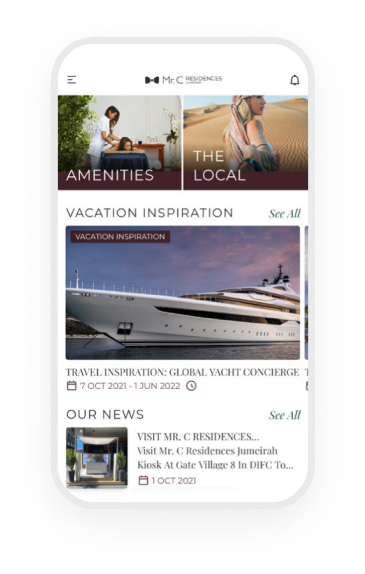 Mr. C RESIDENCES
AMENITIES
THE
LOCAL
VACATION INSPIRATION See All
VACATION INSPIRATION
TRAVEL INSPIRATION: GLOBAL YACHT CONCIERGE T
7 OCT 2021 - 1 JUN 2022
OUR NEWS See All
VISIT MR. C RESIDENCES...
Visit Mr. C Residences Jumeirah
Kiosk At Gate Village 8 In DIFC To...
1 OCT 2021